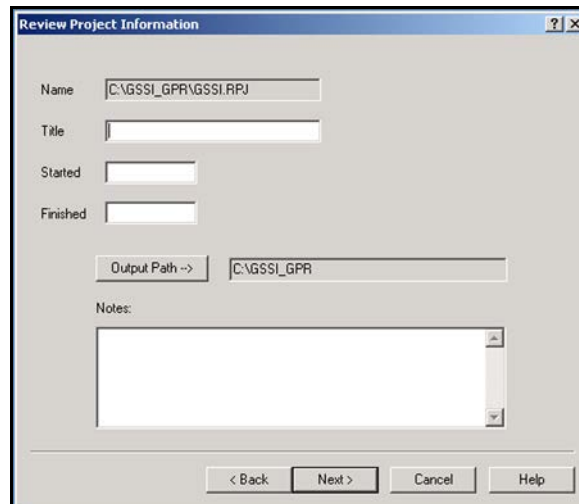 Review Project Information
Name C:\GSSI_GPR\GSSI.RPJ
Title
Started
Finished
Output Path --> C:\GSSI_GPR
Notes:
< Back Next > Cancel Help